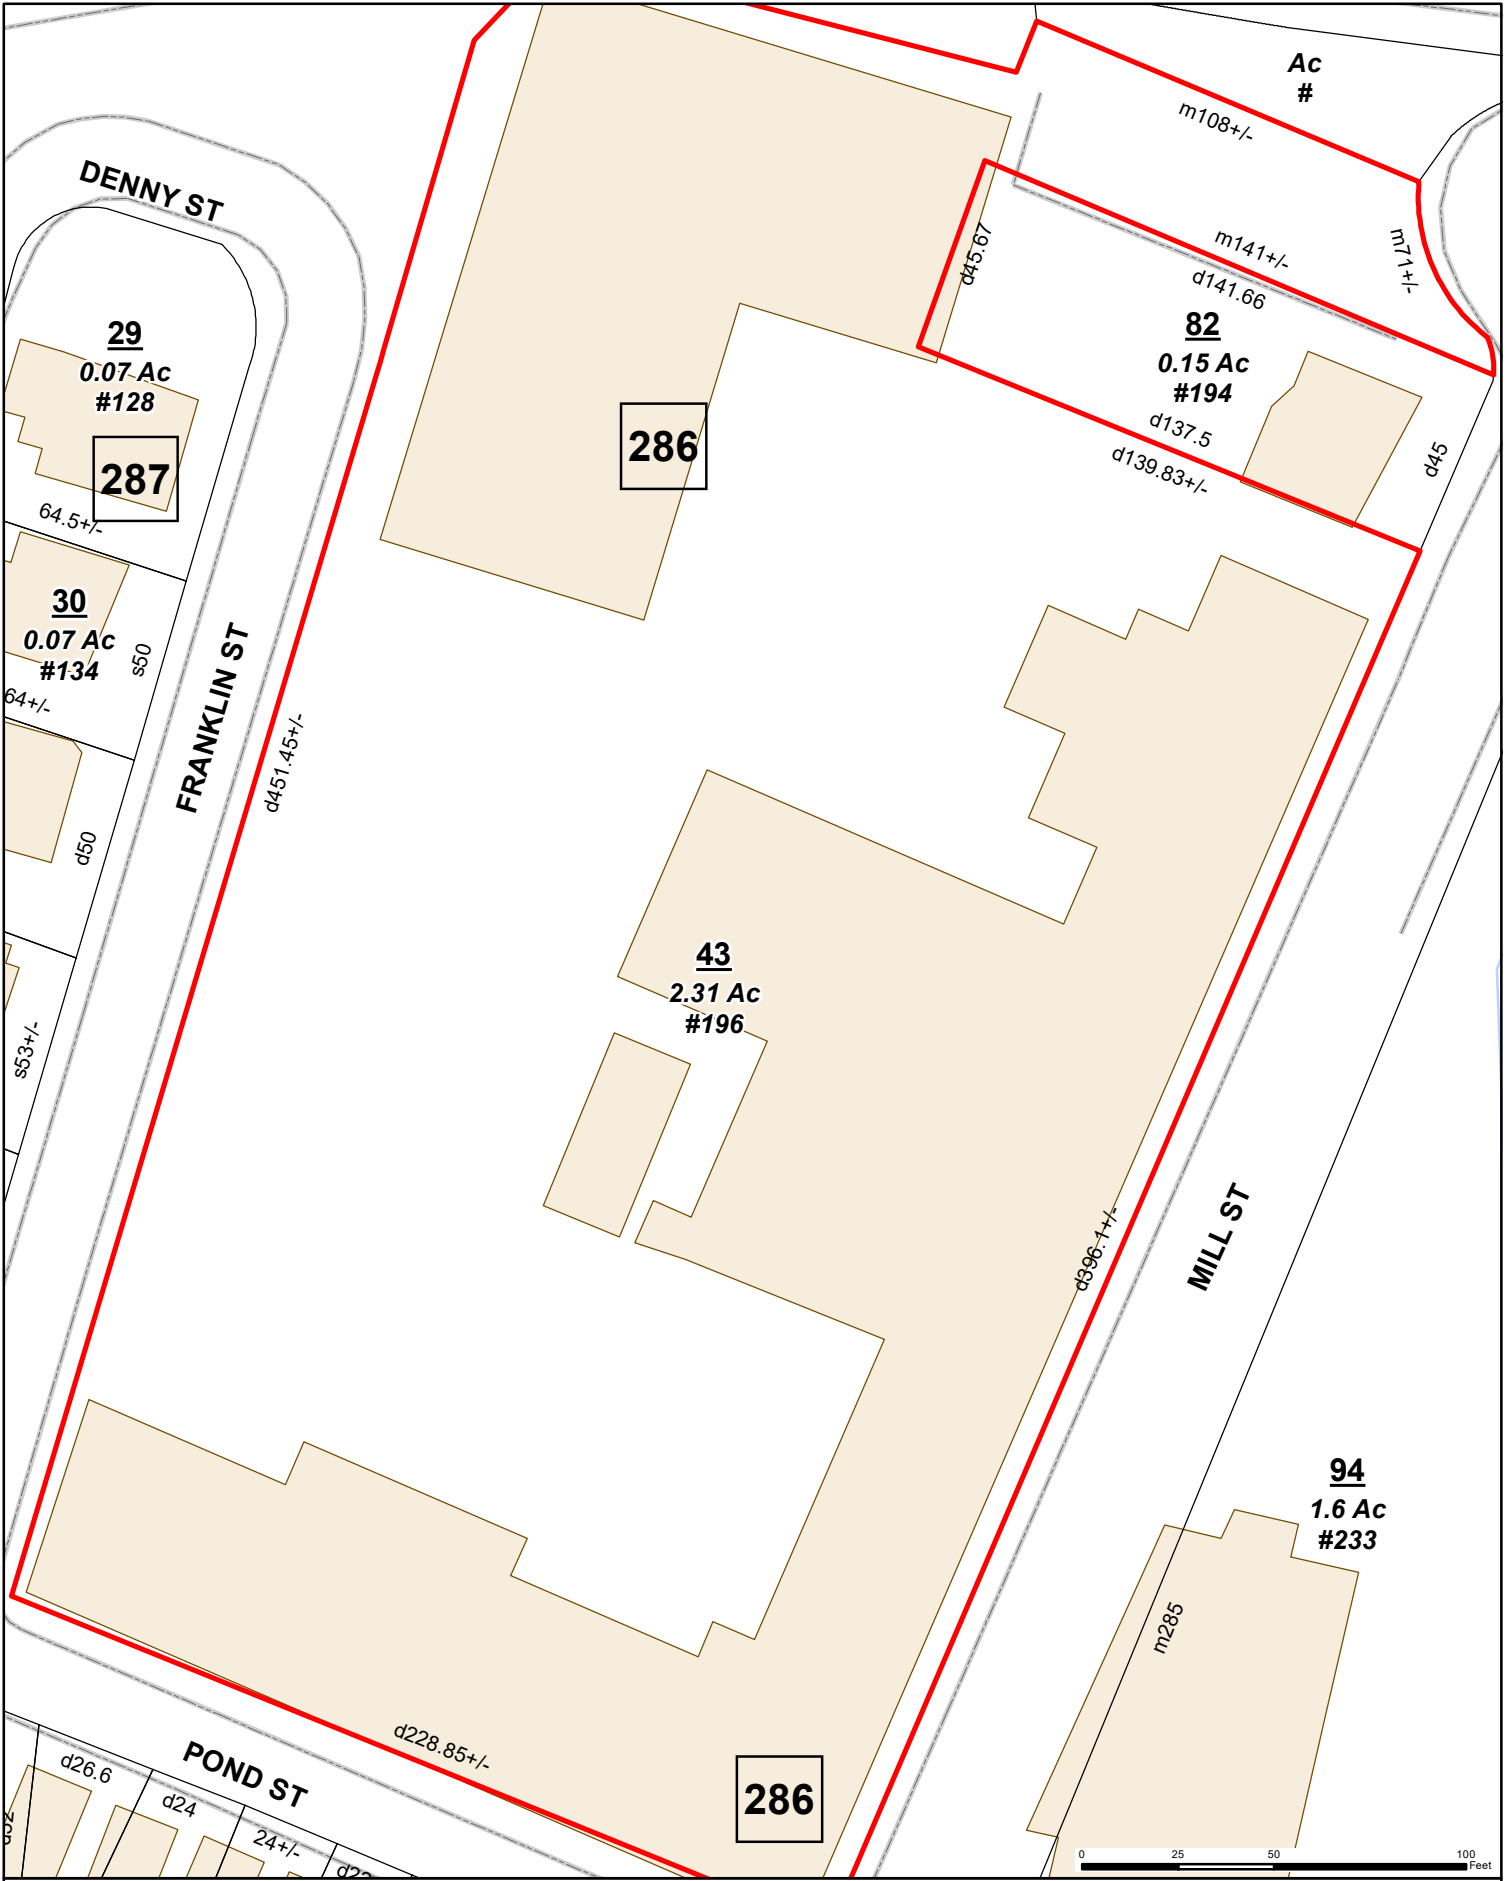 Ac
#
m108+/-
DENNY ST
m141+/-
m71+/-
d45.67
d141.66
82
0.15 Ac
#194
29
0.07 Ac
#128
d137.5
286
d139.83+/-
d45
287
64.5+/-
30
0.07 Ac
#134
s50
64+/-
FRANKLIN ST
d451.45+/-
d50
43
2.31 Ac
#196
s53+/-
d396.1+/-
MILL ST
94
1.6 Ac
#233
m285
d228.85+/-
POND ST
d26.6
286
d24
24+/-
0 25 50 100
Feet